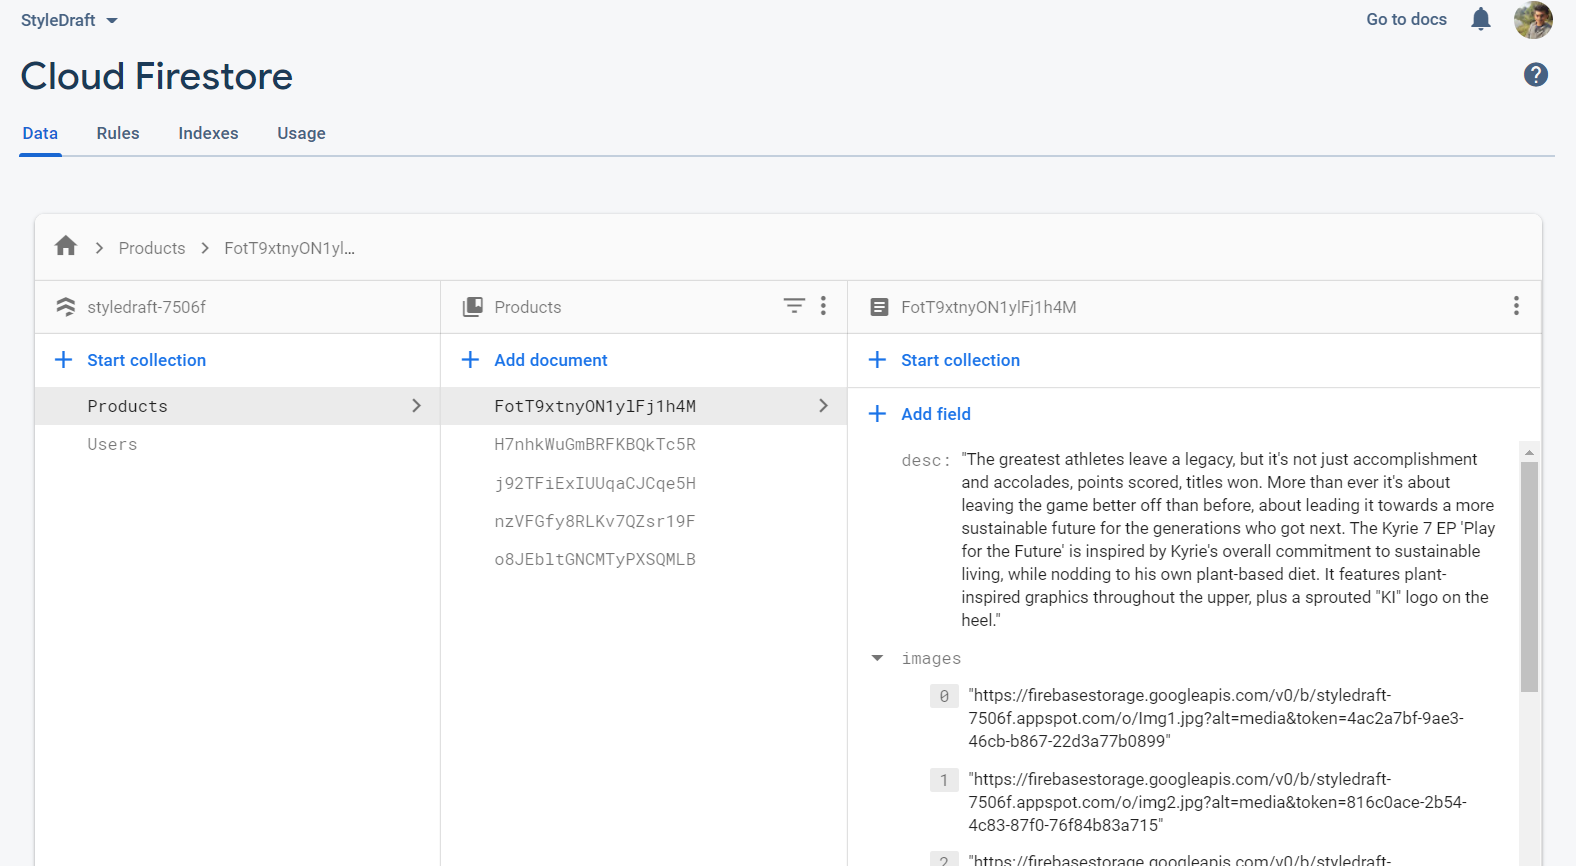 StyleDraft
Go to docs
Cloud Firestore
Data Rules Indexes Usage
Products FotT9xtnyON1yl...
styledraft-7506f
Products
FotT9xtnyON1ylFj1h4M
Start collection
Add document
Start collection
Products
Users
FotT9xtnyON1ylFj1h4M
H7nhkWuGmBRFKBQkTc5R
j92TFiExIUUqaCJCqe5H
nzVFGfy8RLKv7QZsr19F
o8JEbltGNCMTyPXSQMLB
Add field
desc: "The greatest athletes leave a legacy, but it's not just accomplishment
and accolades, points scored, titles won. More than ever it's about
leaving the game better off than before, about leading it towards a more
sustainable future for the generations who got next. The Kyrie 7 EP 'Play
for the Future' is inspired by Kyrie's overall commitment to sustainable
living, while nodding to his own plant-based diet. It features plant-
inspired graphics throughout the upper, plus a sprouted "KI" logo on the
heel."
images
0 "https://firebasestorage.googleapis.com/v0/b/styledraft-
7506f.appspot.com/o/Img1.jpg?alt=media&token=4ac2a7bf-9ae3-
46cb-b867-22d3a77b0899"
1 "https://firebasestorage.googleapis.com/v0/b/styledraft-
7506f.appspot.com/o/img2.jpg?alt=media&token=816c0ace-2b54-
4c83-87f0-76f84b83a715"
2 "https://firebasestorage.googleapis.com/v0/b/styledraft-